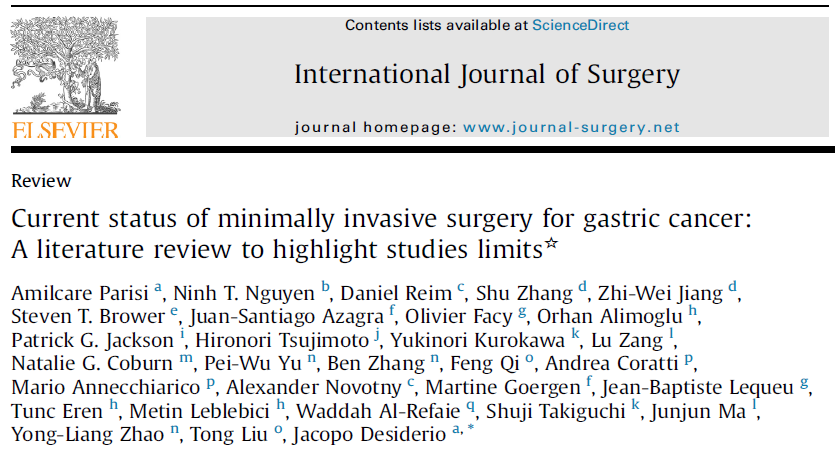 Contents lists available at ScienceDirect
International Journal of Surgery
journal homepage: www.journal-surgery.net
ELSEVIER
Review
Current status of minimally invasive surgery for gastric cancer:
A literature review to highlight studies limits☆
Amilcare Parisi a, Ninh T. Nguyen b, Daniel Reim c, Shu Zhang d, Zhi-Wei Jiang d,
Steven T. Brower e, Juan-Santiago Azagra f, Olivier Facy g, Orhan Alimoglu h,
Patrick G. Jackson i, Hironori Tsujimoto j, Yukinori Kurokawa k, Lu Zang l,
Natalie G. Coburn m, Pei-Wu Yu n, Ben Zhang n, Feng Qi o, Andrea Coratti p,
Mario Annecchiarico p, Alexander Novotny c, Martine Goergen f, Jean-Baptiste Lequeu g,
Tunc Eren h, Metin Leblebici h, Waddah Al-Refaie q, Shuji Takiguchi k, Junjun Ma l,
Yong-Liang Zhao n, Tong Liu o, Jacopo Desiderio a, *